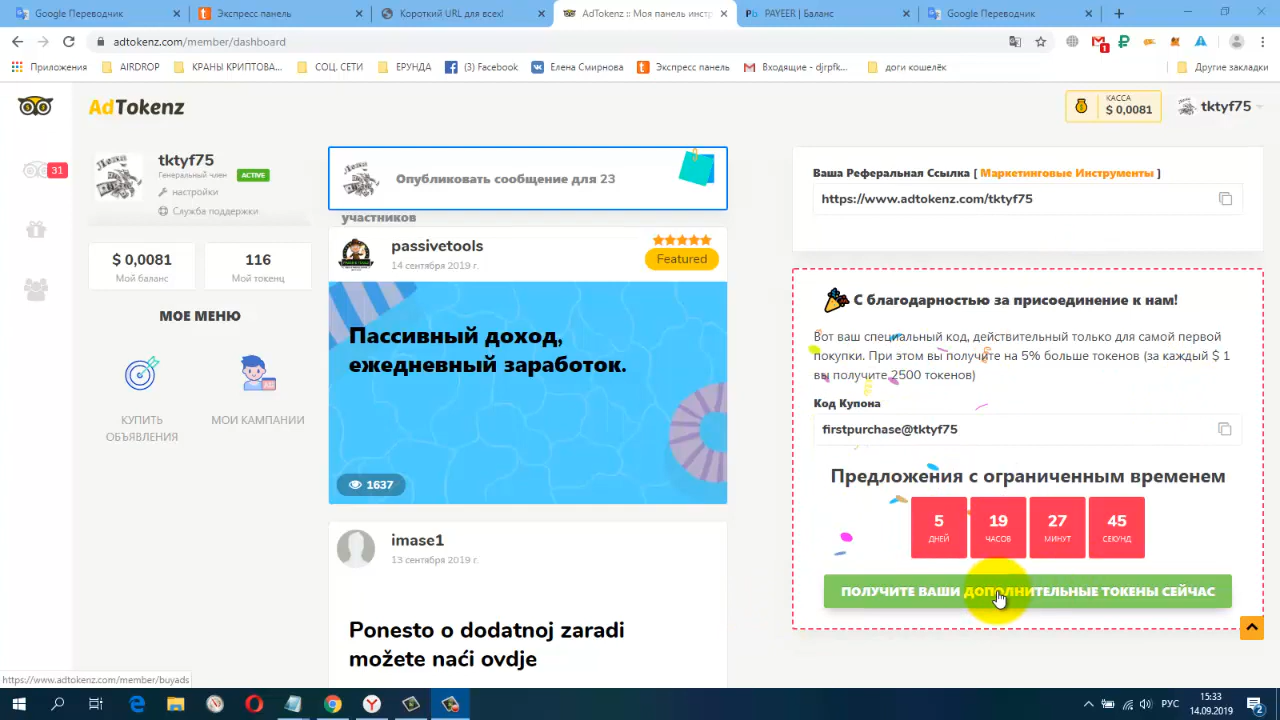 Google Переводчик
Экспресс панель
Короткий URL для всех!
AdTokenz :: Моя панель инстр
PAYEER | Баланс
Google Переводчик
adtokenz.com/member/dashboard
Приложения
AIRDROP
КРАНЫ КРИПТОВА...
СОЦ. СЕТИ
ЕРУНДА
(3) Facebook
Елена Смирнова
Экспресс панель
Входящие - djrpfk...
доги кошелёк
Другие закладки
AdTokenz
КАССА
$ 0,0081
tktyf75
31
tktyf75
Генеральный член
ACTIVE
настройки
Служба поддержки
$ 0,0081
Мой баланс
116
Мой токенц
МОЕ МЕНЮ
КУПИТЬ
ОБЪЯВЛЕНИЯ
МОИ КАМПАНИИ
Опубликовать сообщение для 23
участников
passivetools
14 сентября 2019 г.
Featured
Пассивный доход,
ежедневный заработок.
1637
imase1
13 сентября 2019 г.
Ponesto o dodatnoj zaradi
možete naći ovdje
Ваша Реферальная Ссылка [ Маркетинговые Инструменты ]
https://www.adtokenz.com/tktyf75
С благодарностью за присоединение к нам!
Вот ваш специальный код, действительный только для самой первой
покупки. При этом вы получите на 5% больше токенов (за каждый $ 1
вы получите 2500 токенов)
Код Купона
firstpurchase@tktyf75
Предложения с ограниченным временем
5
ДНЕЙ
19
ЧАСОВ
27
МИНУТ
45
СЕКУНД
ПОЛУЧИТЕ ВАШИ ДОПОЛНИТЕЛЬНЫЕ ТОКЕНЫ СЕЙЧАС
https://www.adtokenz.com/member/buyads
РУС
15:33
14.09.2019
2